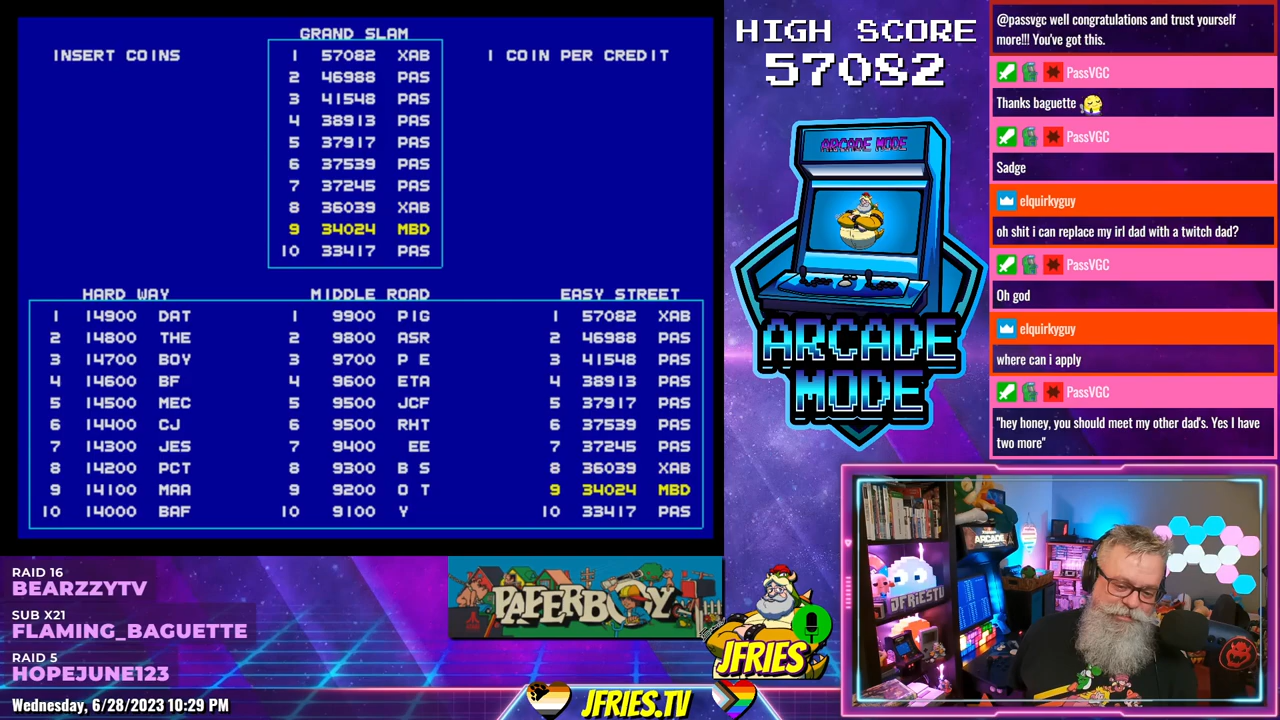 GRAND SLAM
INSERT COINS
1 COIN PER CREDIT
1 57082 XAB
2 46988 PAS
3 41548 PAS
4 38913 PAS
5 37917 PAS
6 37539 PAS
7 37245 PAS
8 36039 XAB
9 34024 MBD
10 33417 PAS
HARD WAY
1 14900 DAT
2 14800 THE
3 14700 BOY
4 14600 BF
5 14500 MEC
6 14400 CJ
7 14300 JES
8 14200 PCT
9 14100 MAA
10 14000 BAF
MIDDLE ROAD
1 9900 PIG
2 9800 ASR
3 9700 P E
4 9600 ETA
5 9500 JCF
6 9500 RHT
7 9400 EE
8 9300 B S
9 9200 O T
10 9100 Y
EASY STREET
1 57082 XAB
2 46988 PAS
3 41548 PAS
4 38913 PAS
5 37917 PAS
6 37539 PAS
7 37245 PAS
8 36039 XAB
9 34024 MBD
10 33417 PAS
HIGH SCORE
57082
ARCADE MODE
ARCADE
MODE
@passvgc well congratulations and trust yourself
more!!! You've got this.
PassVGC
Thanks baguette
PassVGC
Sadge
elquirkyguy
oh shit i can replace my irl dad with a twitch dad?
PassVGC
Oh god
elquirkyguy
where can i apply
PassVGC
"hey honey, you should meet my other dad's. Yes I have
two more"
RAID 16
BEARZZYTV
SUB X21
FLAMING_BAGUETTE
RAID 5
HOPEJUNE123
Wednesday, 6/28/2023 10:29 PM
PAPERBOY
JFRIES
JFRIES.TV
ARCADE
JFRIESTV